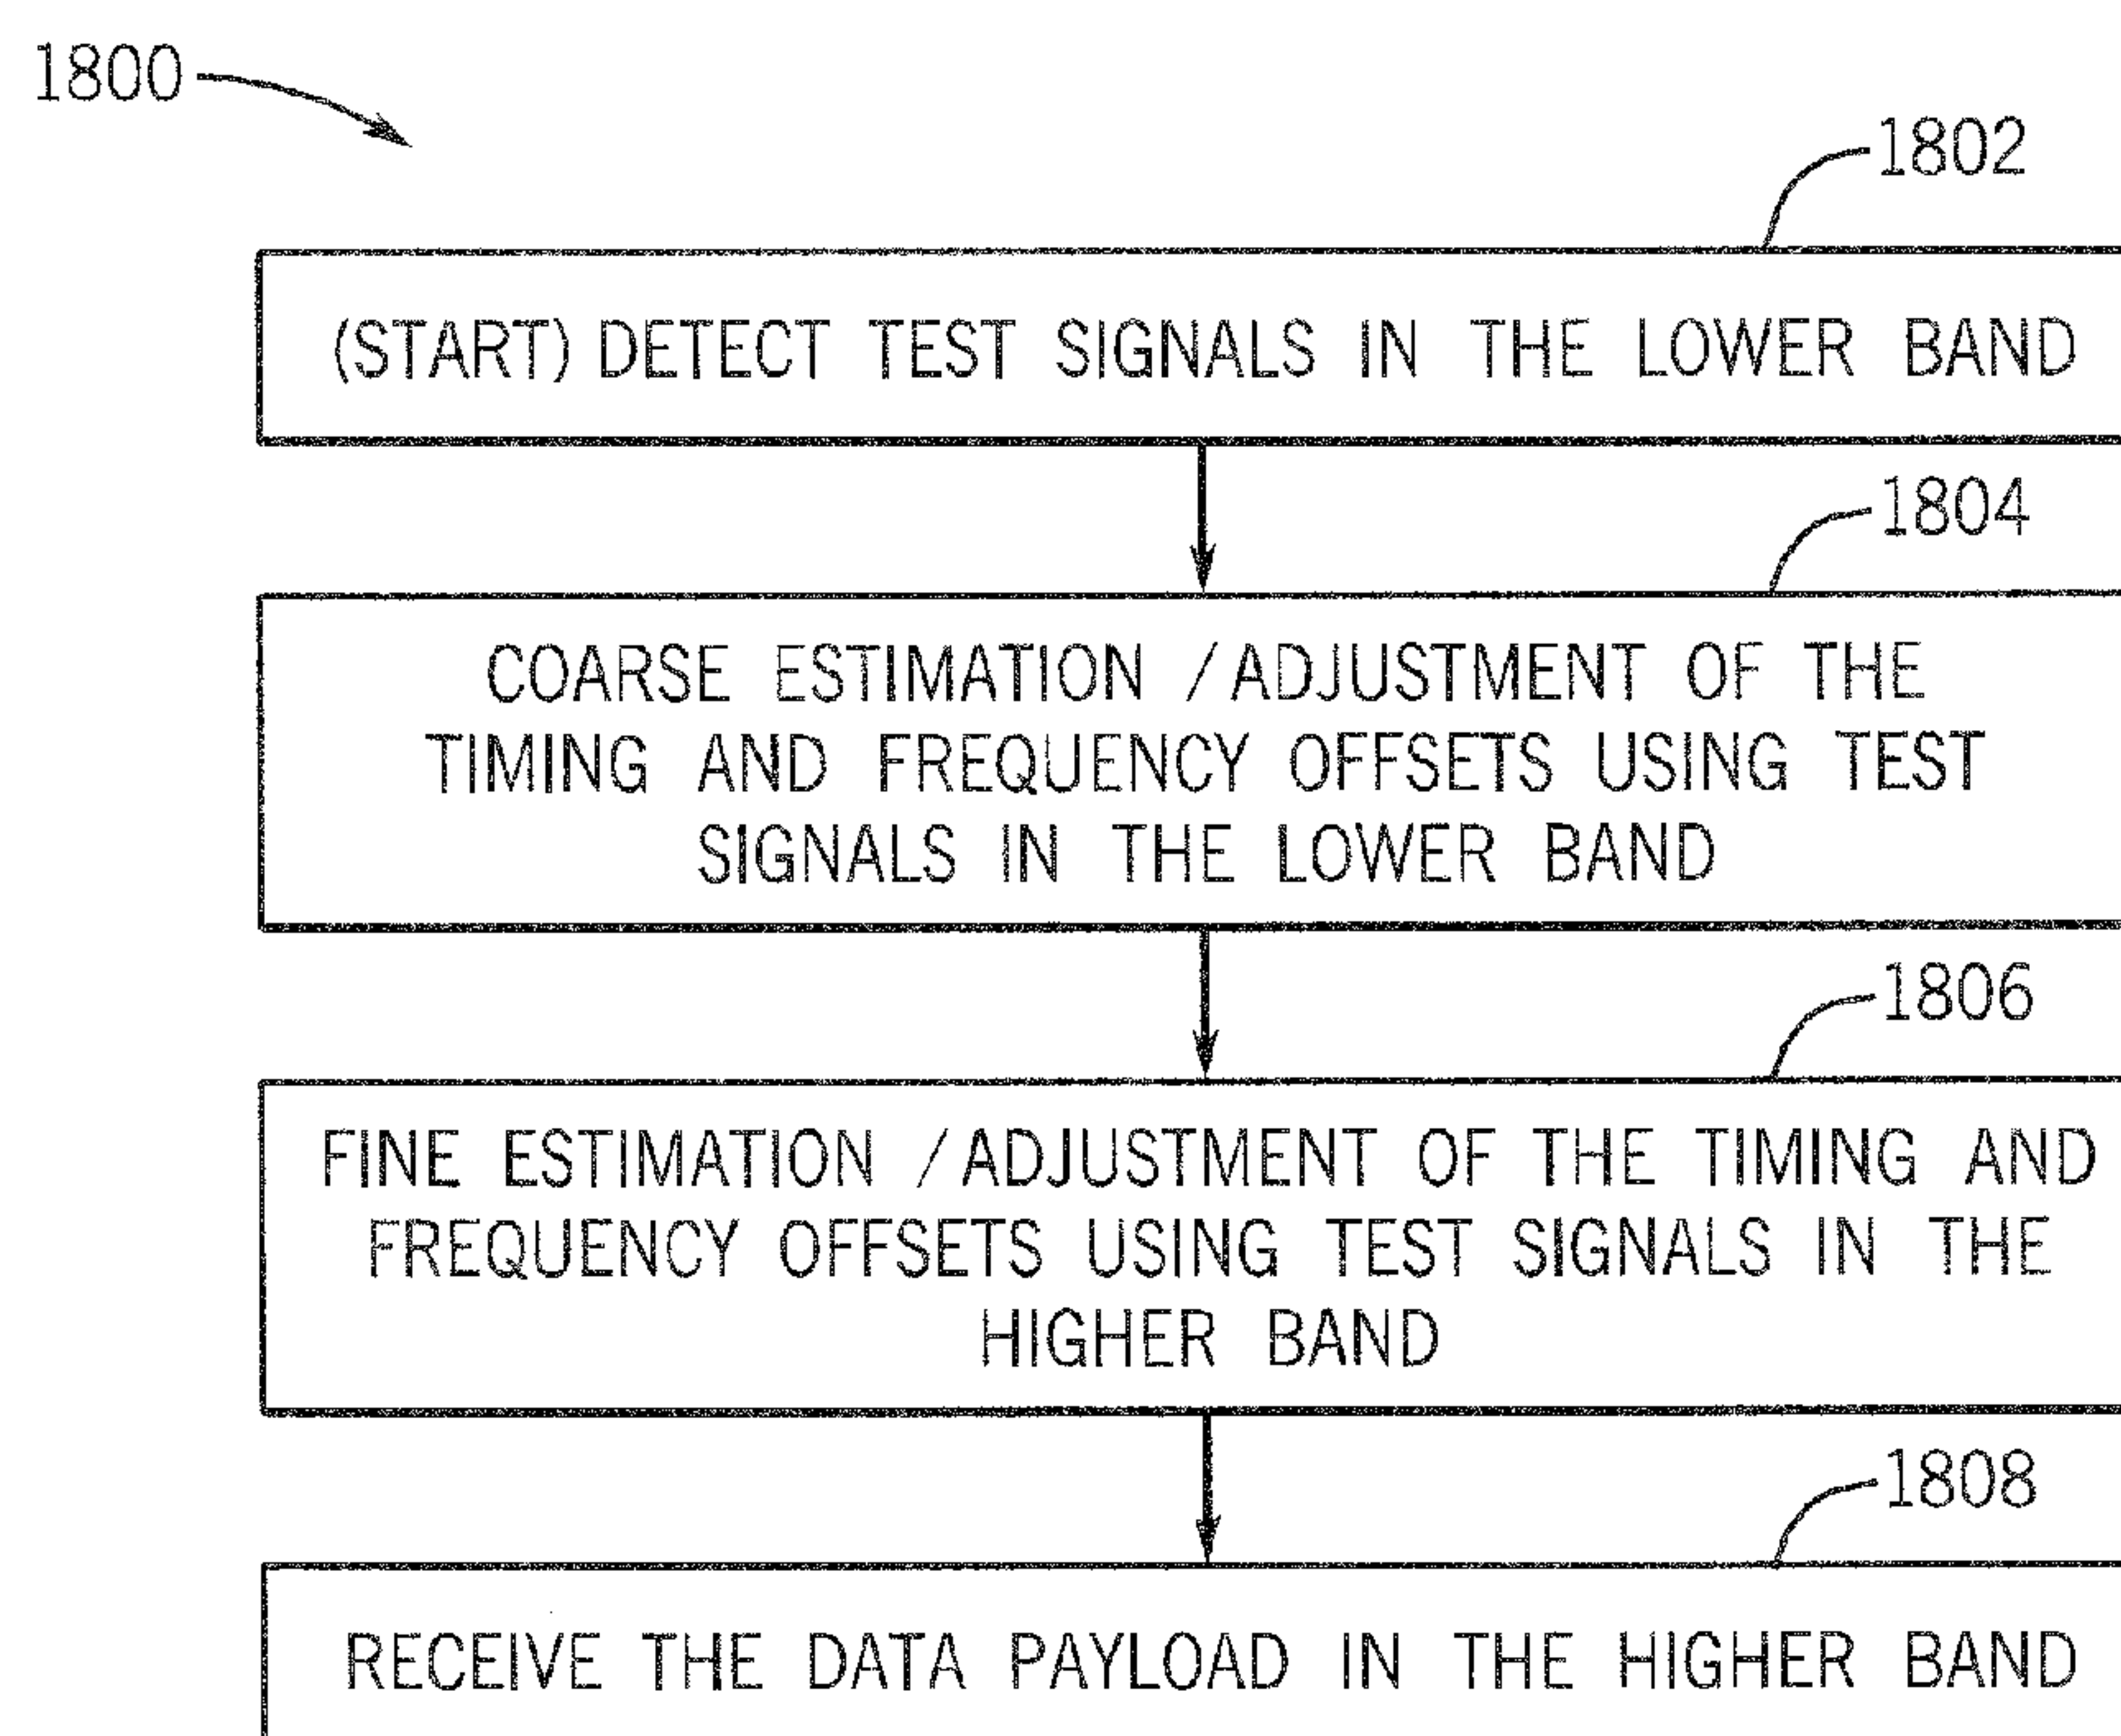 1800
1802
(START) DETECT TEST SIGNALS IN THE LOWER BAND
1804
COARSE ESTIMATION /ADJUSTMENT OF THE
TIMING AND FREQUENCY OFFSETS USING TEST
SIGNALS IN THE LOWER BAND
1806
FINE ESTIMATION /ADJUSTMENT OF THE TIMING AND
FREQUENCY OFFSETS USING TEST SIGNALS IN THE
HIGHER BAND
1808
RECEIVE THE DATA PAYLOAD IN THE HIGHER BAND